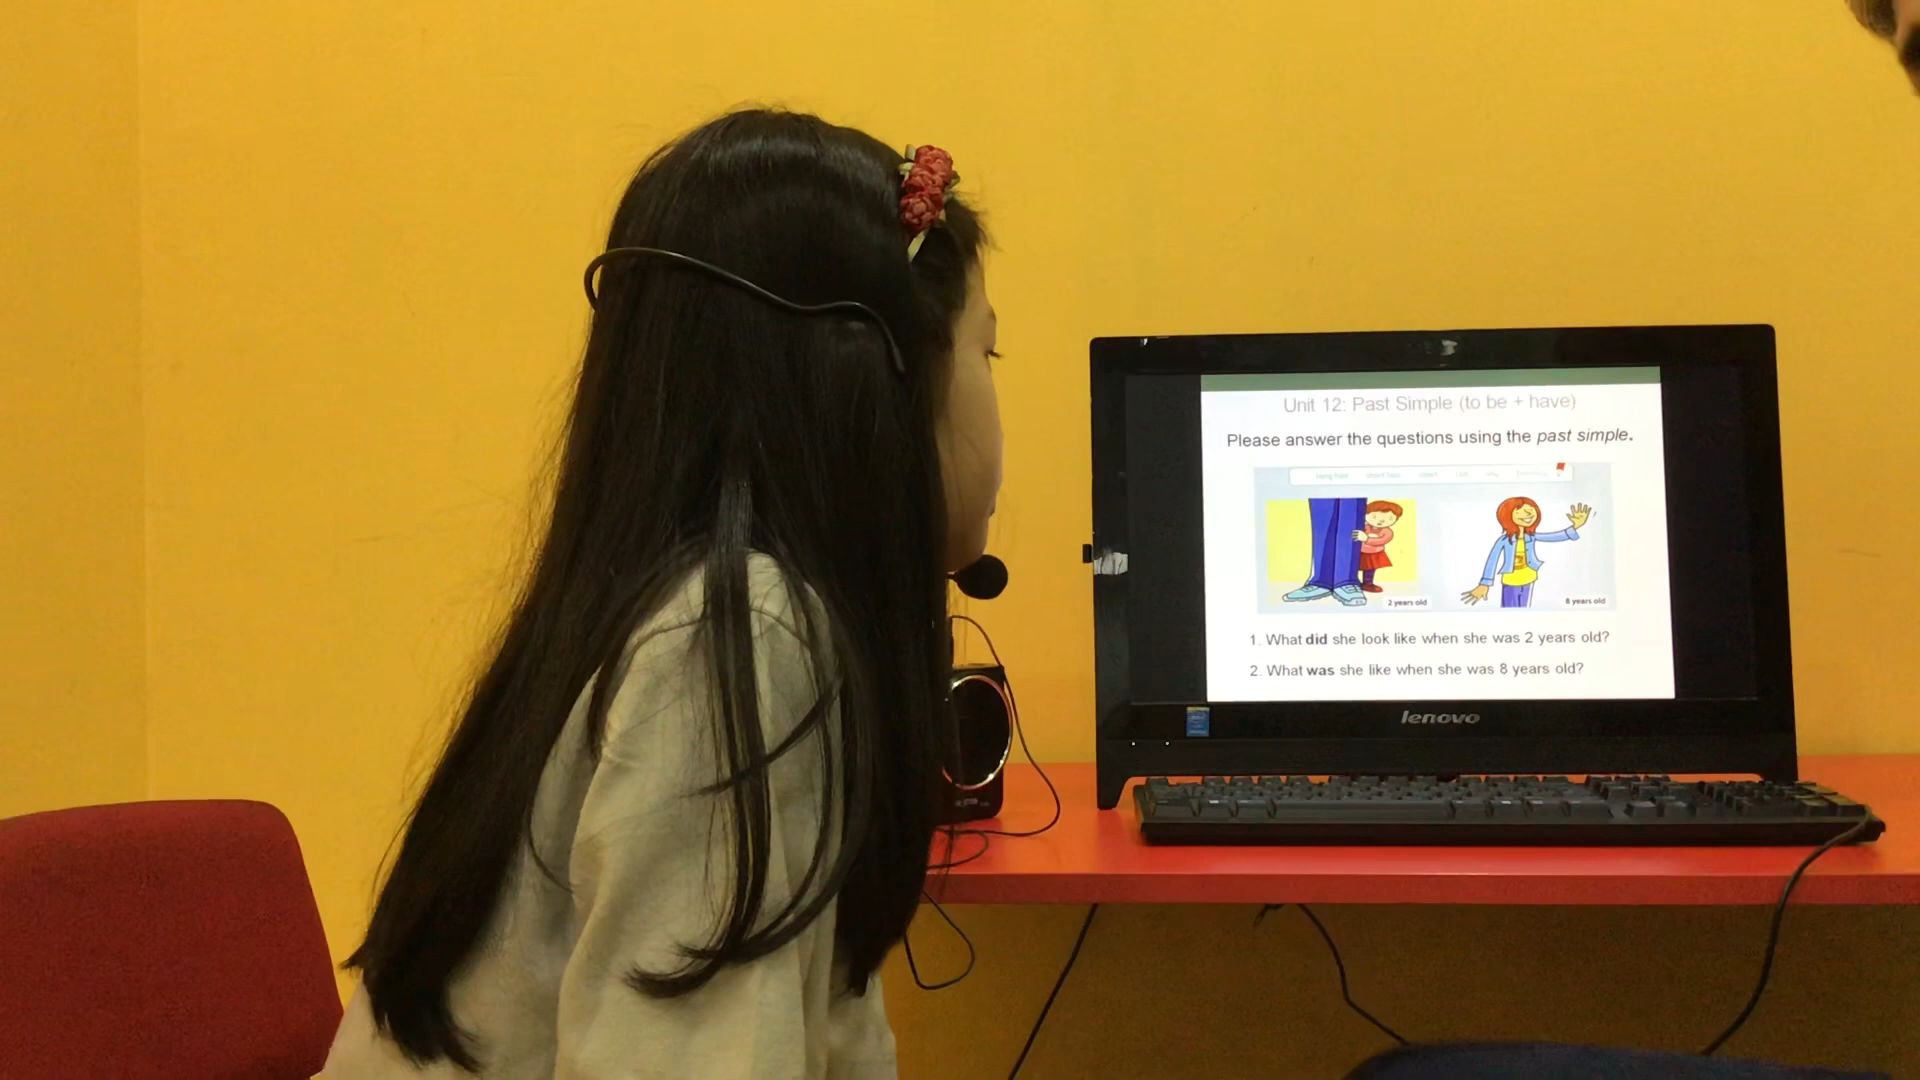 Unit 12: Past Simple (to be + have)
Please answer the questions using the past simple.
2 years old
8 years old
1. What did she look like when she was 2 years old?
2. What was she like when she was 8 years old?
lenovo